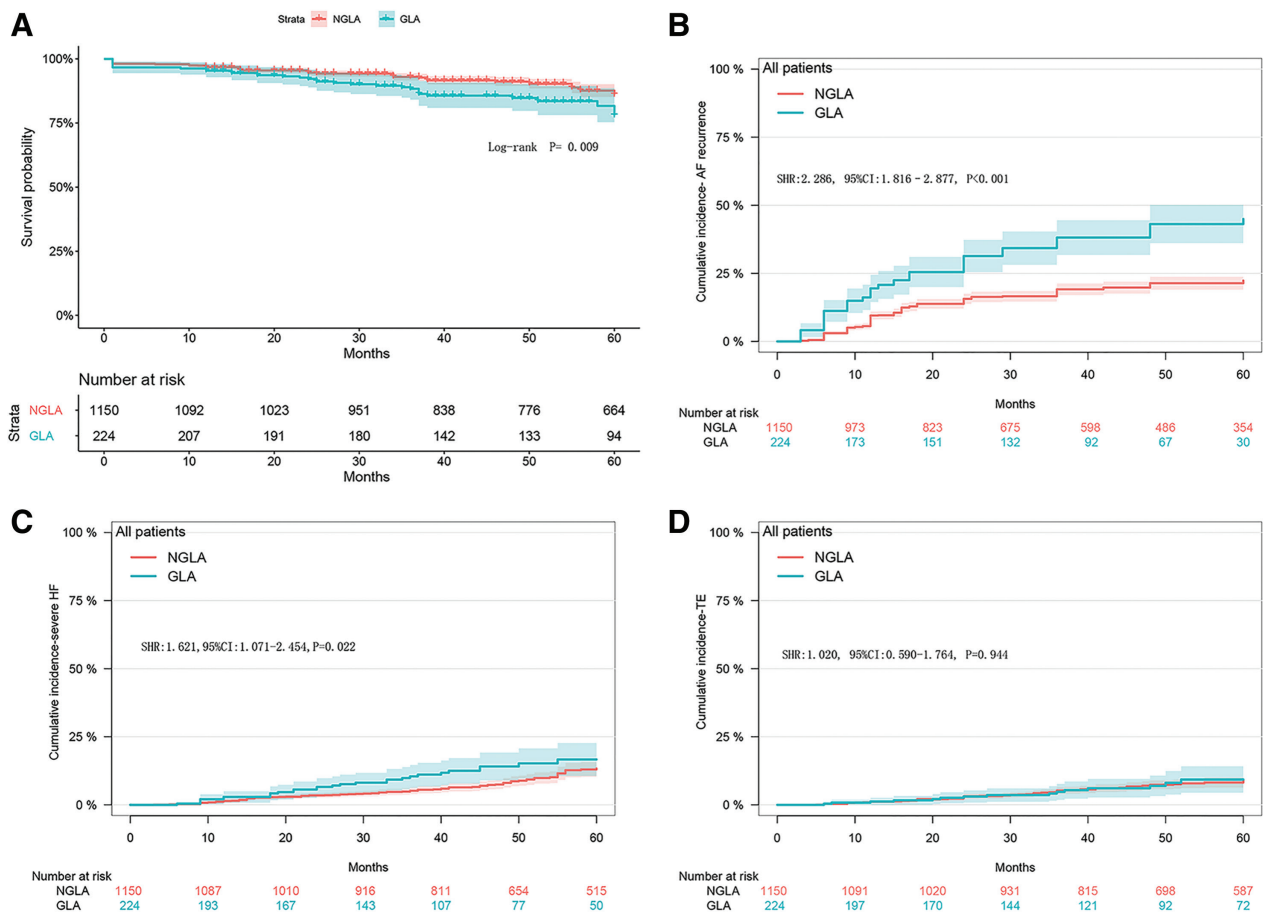 A
Strata NGLA GLA
Survival probability
100%
75%
50%
25%
0%
Log-rank P= 0.009
0 10 20 30 40 50 60
Months
Number at risk
Strata
NGLA 1150 1092 1023 951 838 776 664
GLA 224 207 191 180 142 133 94
0 10 20 30 40 50 60
Months
B
All patients
NGLA
GLA
Cumulative incidence- AF recurrence
100 %
75 %
50 %
25 %
0 %
SHR:2.286, 95%CI:1.816-2.877, P<0.001
0 10 20 30 40 50 60
Months
Number at risk
NGLA 1150 973 823 675 598 486 354
GLA 224 173 151 132 92 67 30
C
All patients
NGLA
GLA
Cumulative incidence-severe HF
100 %
75 %
50 %
25 %
0 %
SHR:1.621,95%CI:1.071-2.454,P=0.022
0 10 20 30 40 50 60
Months
Number at risk
NGLA 1150 1087 1010 916 811 654 515
GLA 224 193 167 143 107 77 50
D
All patients
NGLA
GLA
Cumulative incidence-TE
100 %
75 %
50 %
25 %
0 %
SHR:1.020, 95%CI:0.590-1.764, P=0.944
0 10 20 30 40 50 60
Months
Number at risk
NGLA 1150 1091 1020 931 815 698 587
GLA 224 197 170 144 121 92 72